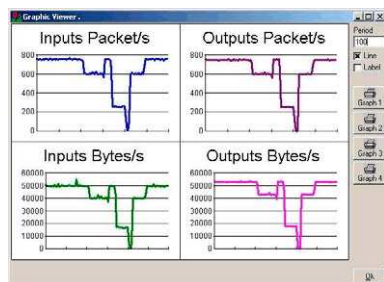 Graphic Viewer .
Inputs Packet/s
800
600
400
200
0
Outputs Packet/s
800
600
400
200
0
Inputs Bytes/s
60000
50000
40000
30000
20000
10000
0
Outputs Bytes/s
60000
50000
40000
30000
20000
10000
0
Period
100
Line
Label
Graph 1
Graph 2
Graph 3
Graph 4
Ok